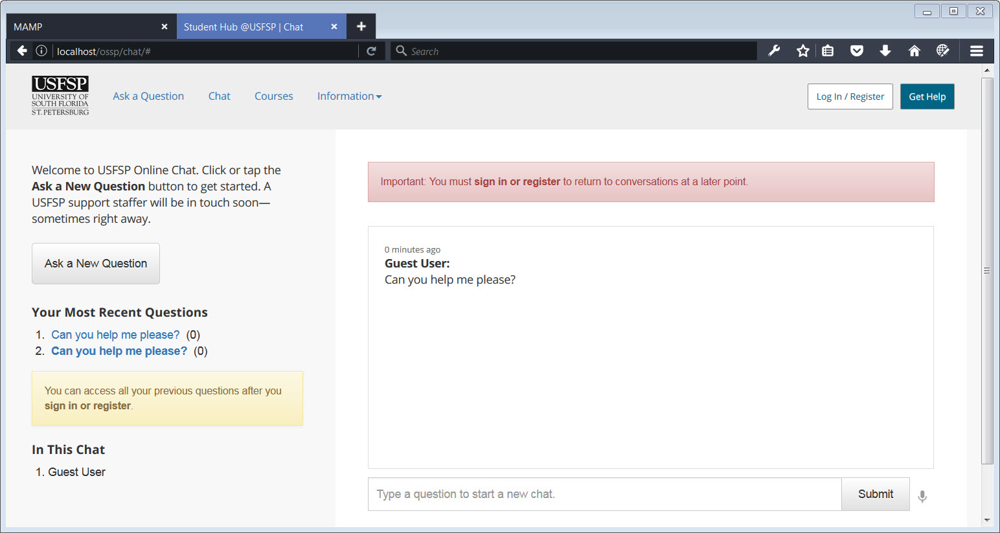 MAMP
Student Hub @USFSP | Chat
localhost/ossp/chat/#
Search
USFSP
UNIVERSITY OF
SOUTH FLORIDA
ST. PETERSBURG
Ask a Question
Chat
Courses
Information
Log In / Register
Get Help
Welcome to USFSP Online Chat. Click or tap the
Ask a New Question button to get started. A
USFSP support staffer will be in touch soon—
sometimes right away.
Ask a New Question
Your Most Recent Questions
1. Can you help me please? (0)
2. Can you help me please? (0)
You can access all your previous questions after you
sign in or register.
In This Chat
1. Guest User
Important: You must sign in or register to return to conversations at a later point.
0 minutes ago
Guest User:
Can you help me please?
Type a question to start a new chat.
Submit